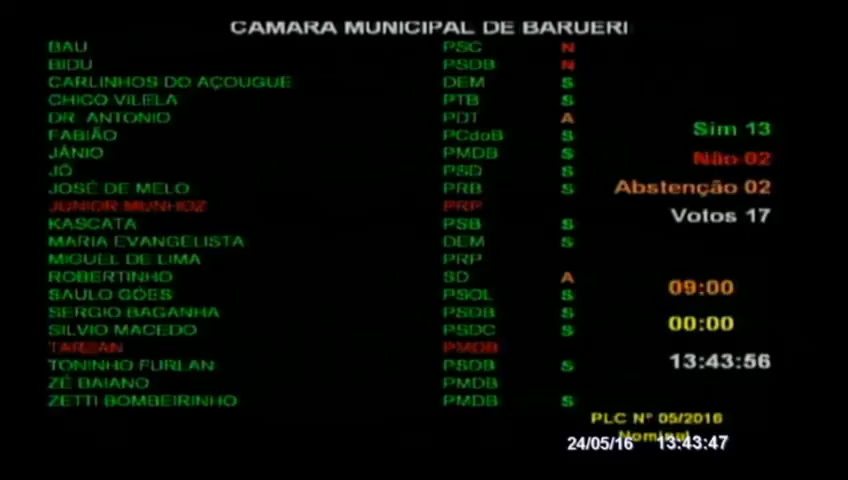 CAMARA MUNICIPAL DE BARUERI
BAU PSC N
BIDU PSDB N
CARLINHOS DO AÇOUGUE DEM S
CHICO VILELA PTB S
DR. ANTONIO PDT A
FABIÃO PCdoB S
JÂNIO PMDB S
JÓ PSD S
JOSÉ DE MELO PRB S
JUNIOR MUNHOZ PRP
KASCATA PSB S
MARIA EVANGELISTA DEM S
MIGUEL DE LIMA PRP
ROBERTINHO SD A
SAULO GÓES PSOL S
SERGIO BAGANHA PSDB S
SILVIO MACEDO PSDC S
TARZAN PMDB
TONINHO FURLAN PSDB S
ZÉ BAIANO PMDB
ZETTI BOMBEIRINHO PMDB S
Sim 13
Não 02
Abstenção 02
Votos 17
09:00
00:00
13:43:56
PLC Nº 05/2016
Nominal
24/05/16 13:43:47